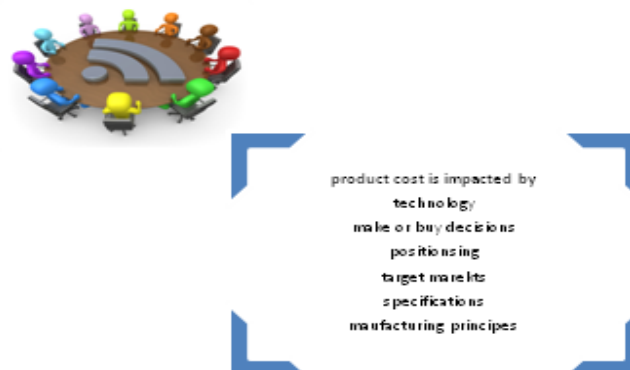 product cost is impacted by
technology
make or buy decisions
positionsing
target marekts
specifications
maufacturing principes